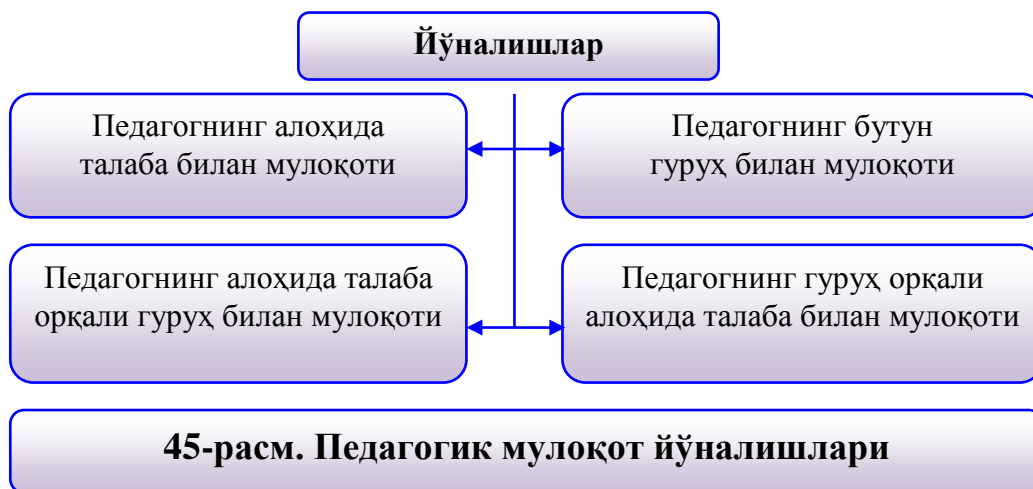 Йўналишлар
Педагогнинг алоҳида
талаба билан мулоқоти
Педагогнинг бутун
гуруҳ билан мулоқоти
Педагогнинг алоҳида талаба
орқали гуруҳ билан мулоқоти
Педагогнинг гуруҳ орқали
алоҳида талаба билан мулоқоти
45-расм. Педагогик мулоқот йўналишлари